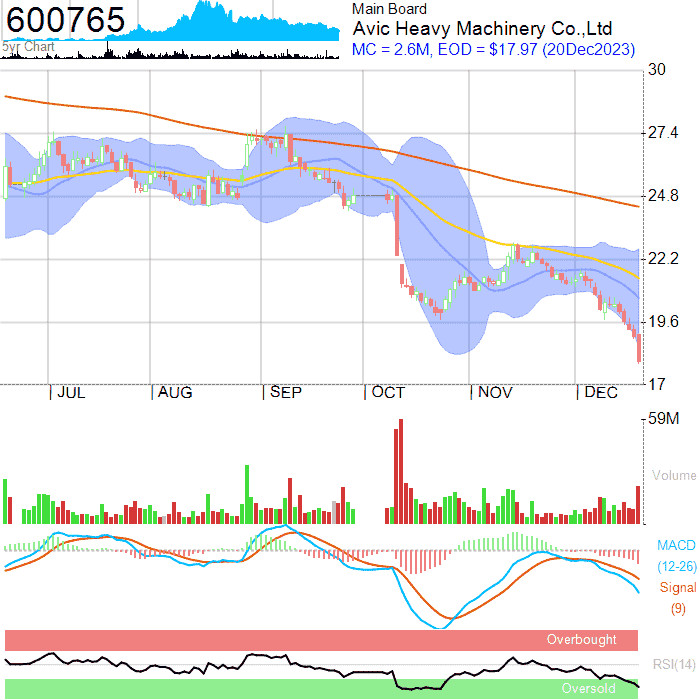 600765
5yr Chart
Main Board
Avic Heavy Machinery Co.,Ltd
MC = 2.6M, EOD = $17.97 (20Dec2023)
30
27.4
24.8
22.2
19.6
17
JUL AUG SEP OCT NOV DEC
59M
Volume
MACD
(12-26)
Signal
(9)
Overbought
RSI(14)
Oversold